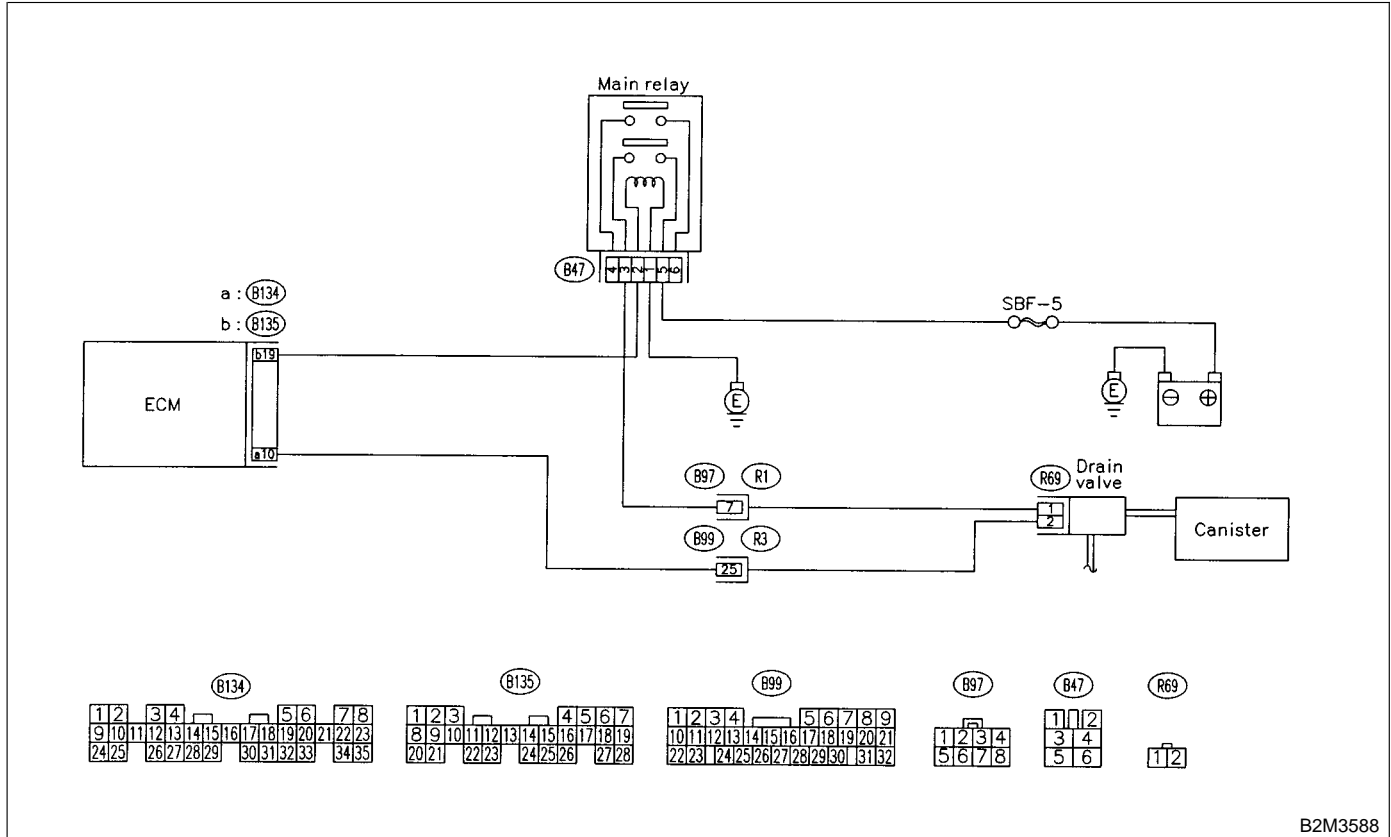 Main relay
B47
4 3 2 1 5 6
a : B134
b : B135
SBF-5
b19
ECM
E
E
⊖ ⊕
a10
B97 R1
7
R69
Drain
valve
1
2
Canister
B99 R3
25
B134
1 2 3 4 5 6 7 8
9 10 11 12 13 14 15 16 17 18 19 20 21 22 23
24 25 26 27 28 29 30 31 32 33 34 35
B135
1 2 3 4 5 6 7
8 9 10 11 12 13 14 15 16 17 18 19
20 21 22 23 24 25 26 27 28
B99
1 2 3 4 5 6 7 8 9
10 11 12 13 14 15 16 17 18 19 20 21
22 23 24 25 26 27 28 29 30 31 32
B97
1 2 3 4
5 6 7 8
B47
1 2
3 4
5 6
R69
1 2
B2M3588